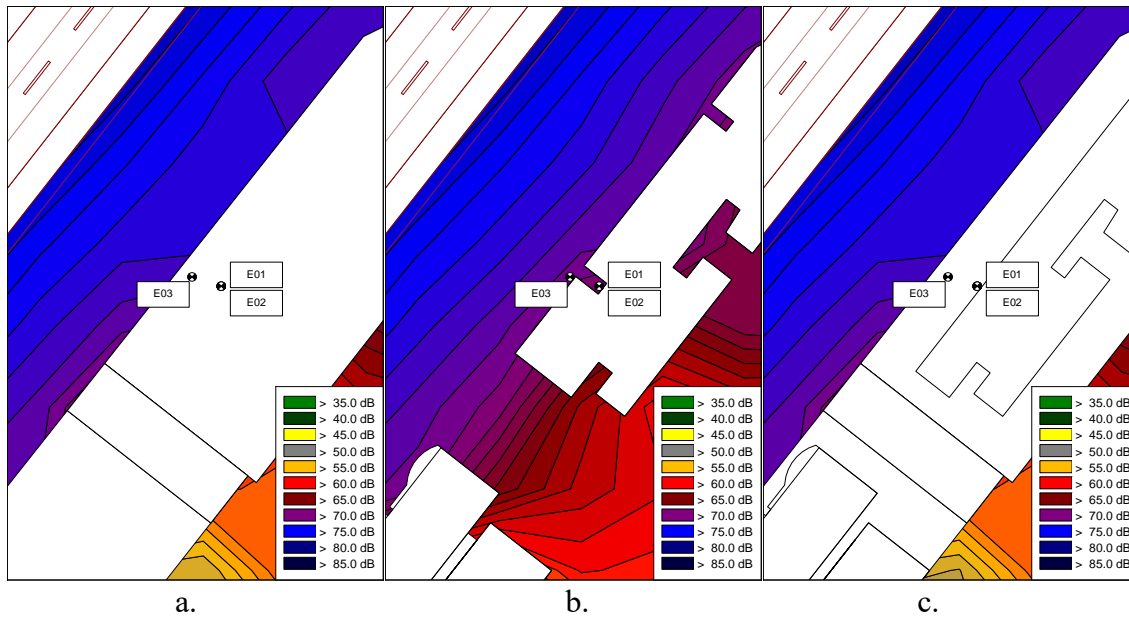 E01
E03
E02
> 35.0 dB
> 40.0 dB
> 45.0 dB
> 50.0 dB
> 55.0 dB
> 60.0 dB
> 65.0 dB
> 70.0 dB
> 75.0 dB
> 80.0 dB
> 85.0 dB
a.
E01
E03
E02
> 35.0 dB
> 40.0 dB
> 45.0 dB
> 50.0 dB
> 55.0 dB
> 60.0 dB
> 65.0 dB
> 70.0 dB
> 75.0 dB
> 80.0 dB
> 85.0 dB
b.
E01
E03
E02
> 35.0 dB
> 40.0 dB
> 45.0 dB
> 50.0 dB
> 55.0 dB
> 60.0 dB
> 65.0 dB
> 70.0 dB
> 75.0 dB
> 80.0 dB
> 85.0 dB
c.